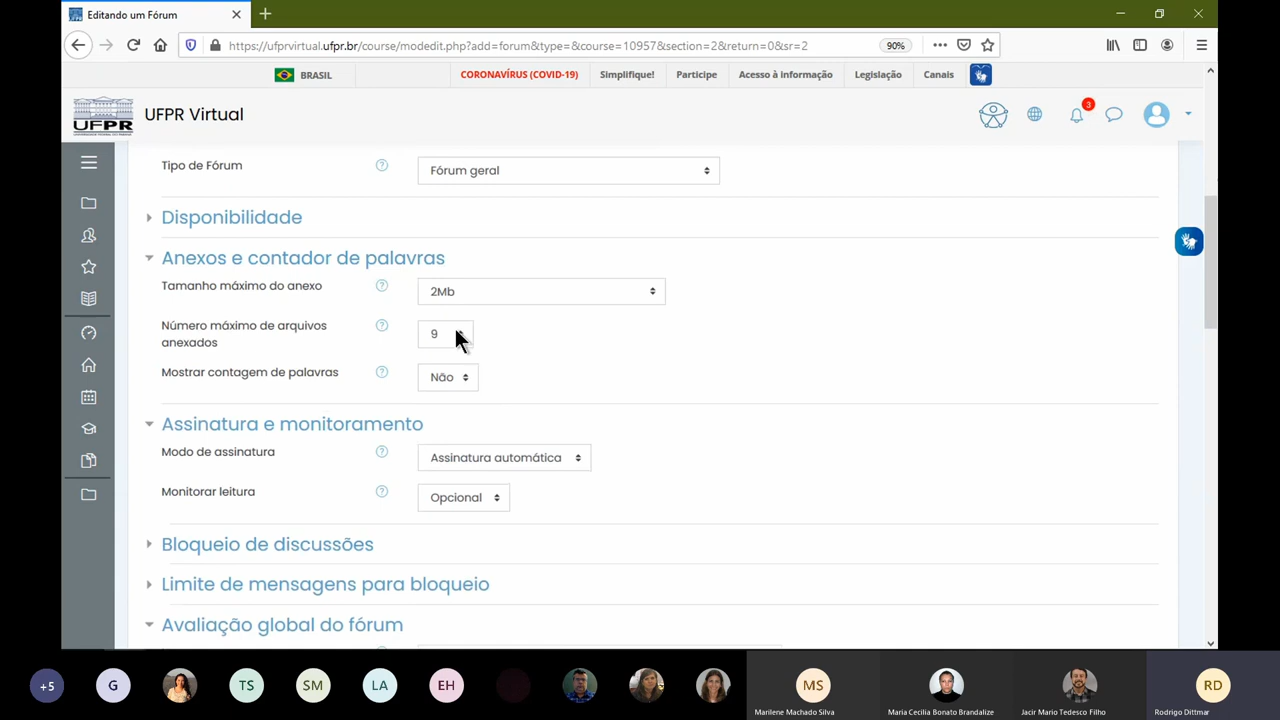 Editando um Fórum
https://ufprvirtual.ufpr.br/course/modedit.php?add=forum&type=&course=10957&section=2&return=0&sr=2
90%
BRASIL
CORONAVÍRUS (COVID-19)
Simplifique!
Participe
Acesso à informação
Legislação
Canais
UFPR
UFPR Virtual
3
Tipo de Fórum
Fórum geral
Disponibilidade
Anexos e contador de palavras
Tamanho máximo do anexo
2Mb
Número máximo de arquivos
anexados
9
Mostrar contagem de palavras
Não
Assinatura e monitoramento
Modo de assinatura
Assinatura automática
Monitorar leitura
Opcional
Bloqueio de discussões
Limite de mensagens para bloqueio
Avaliação global do fórum
+5
G
TS
SM
LA
EH
MS
RD
Marilene Machado Silva
Maria Cecilia Bonato Brandalize
Jacir Mario Tedesco Filho
Rodrigo Dittmar